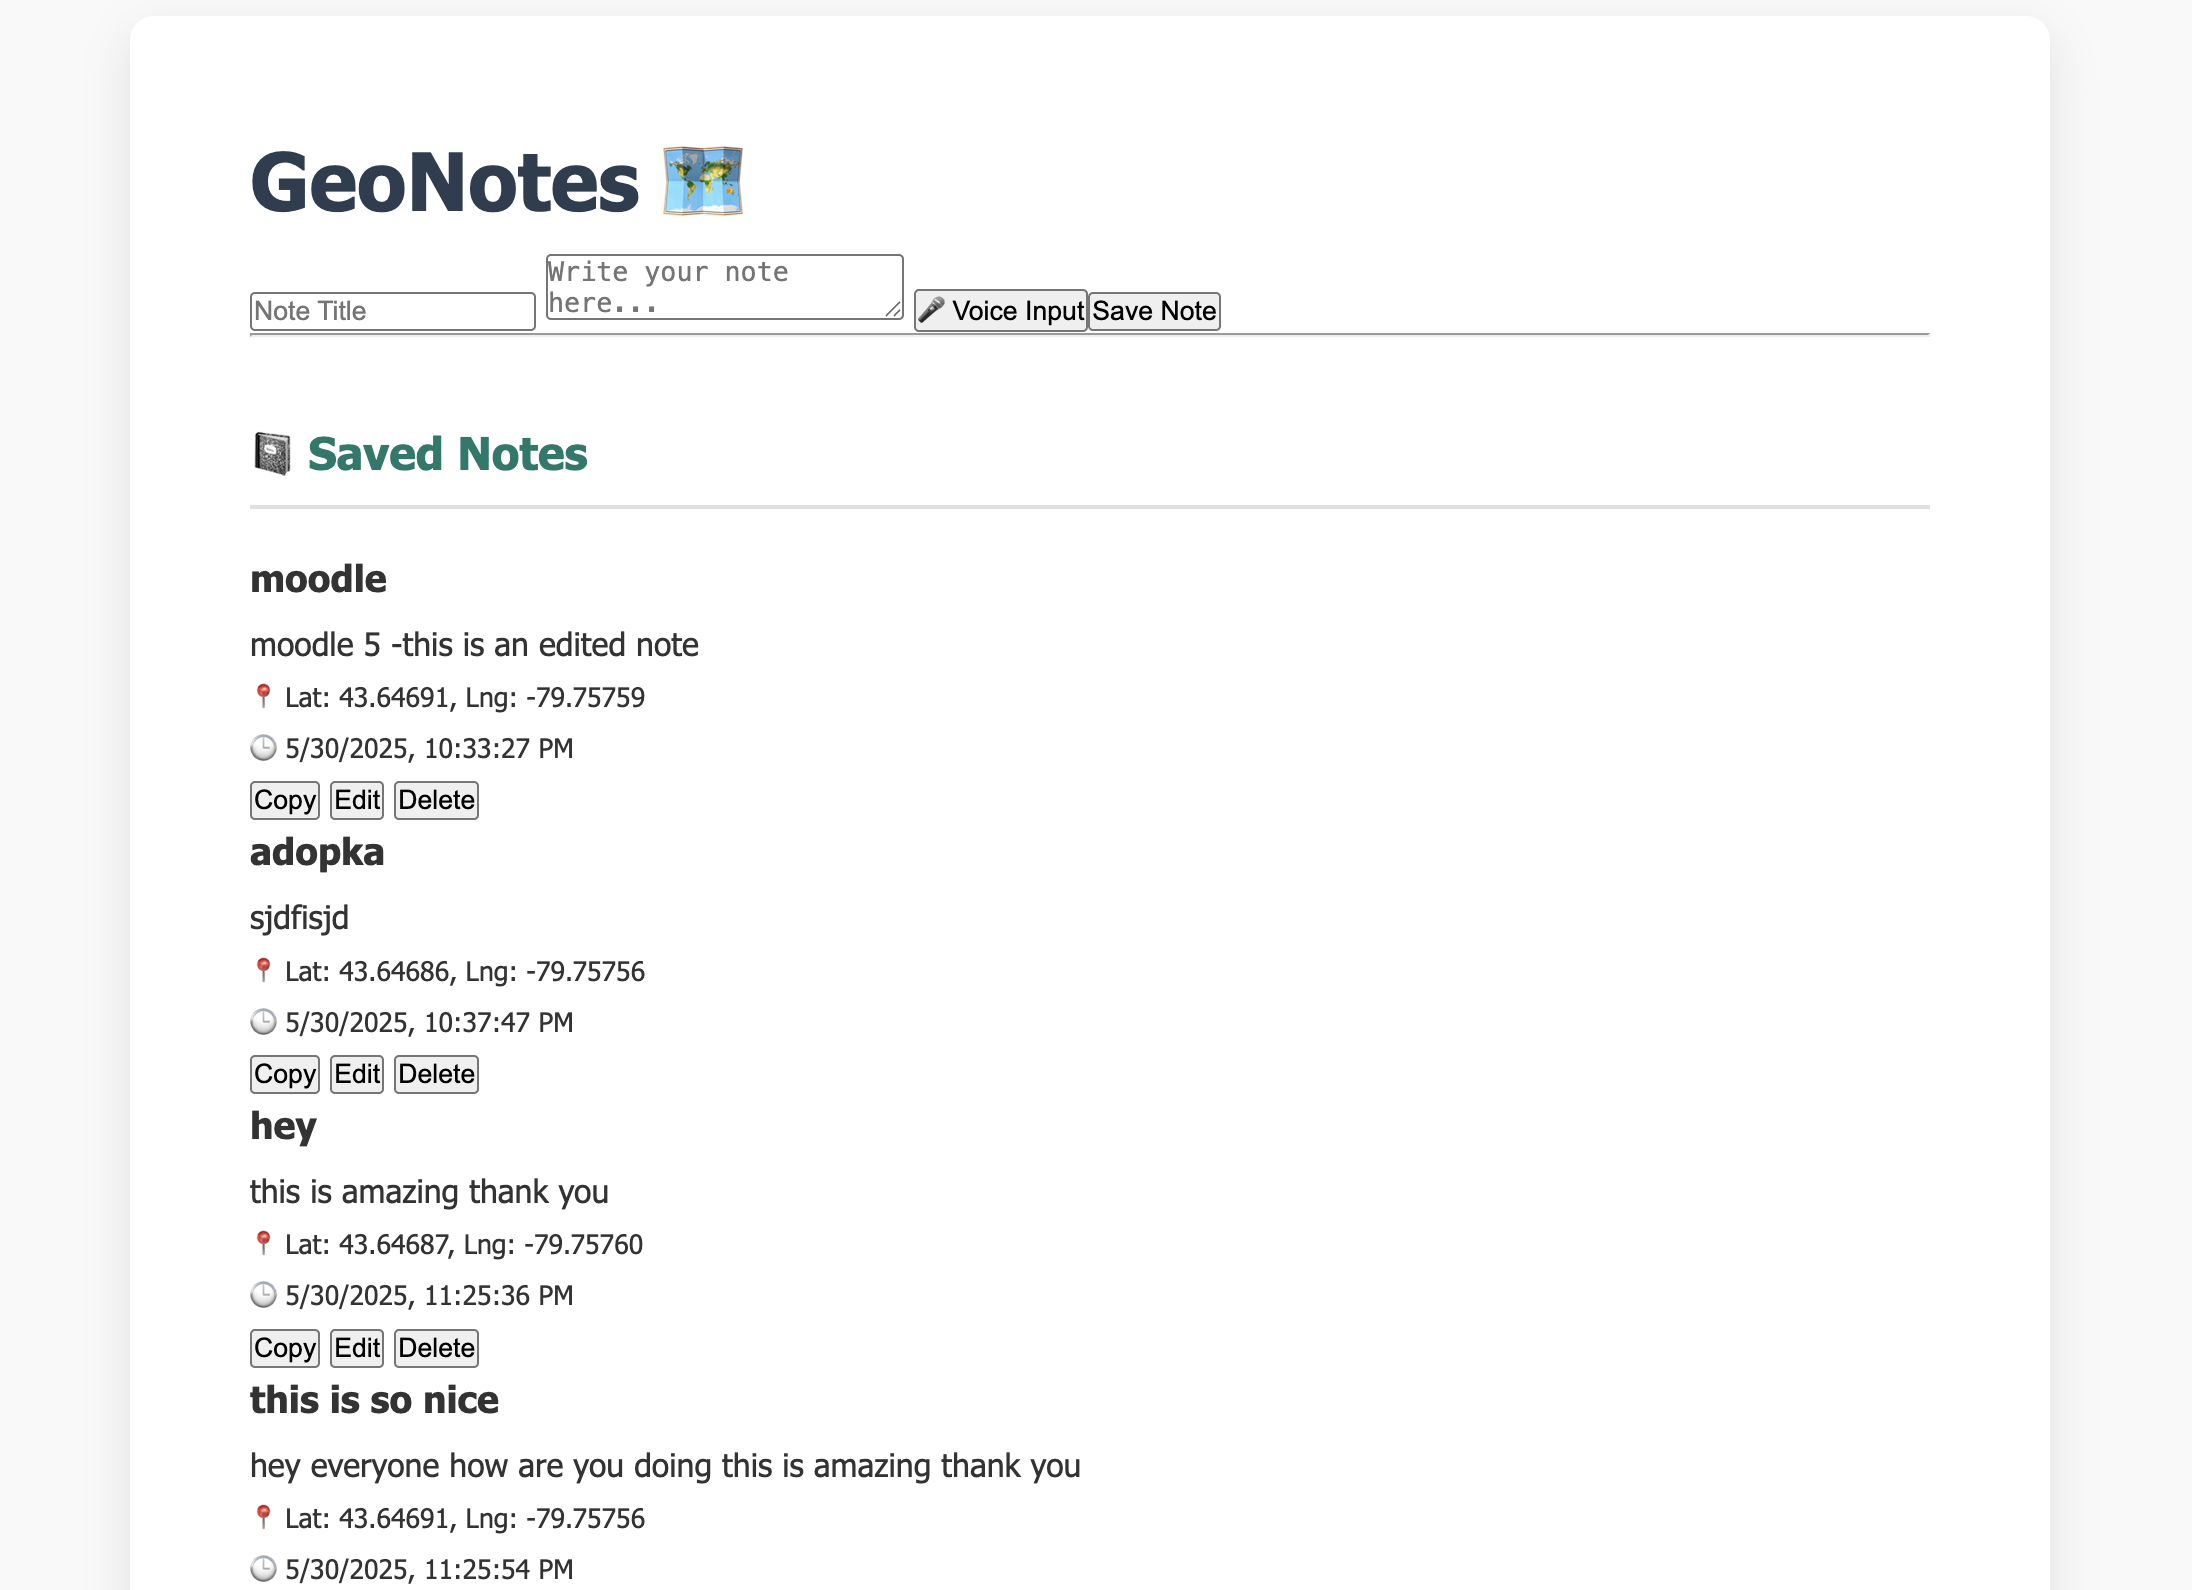 GeoNotes
Note Title
Write your note
here...
Voice Input
Save Note
Saved Notes
moodle
moodle 5 -this is an edited note
Lat: 43.64691, Lng: -79.75759
5/30/2025, 10:33:27 PM
Copy Edit Delete
adopka
sjdfisjd
Lat: 43.64686, Lng: -79.75756
5/30/2025, 10:37:47 PM
Copy Edit Delete
hey
this is amazing thank you
Lat: 43.64687, Lng: -79.75760
5/30/2025, 11:25:36 PM
Copy Edit Delete
this is so nice
hey everyone how are you doing this is amazing thank you
Lat: 43.64691, Lng: -79.75756
5/30/2025, 11:25:54 PM